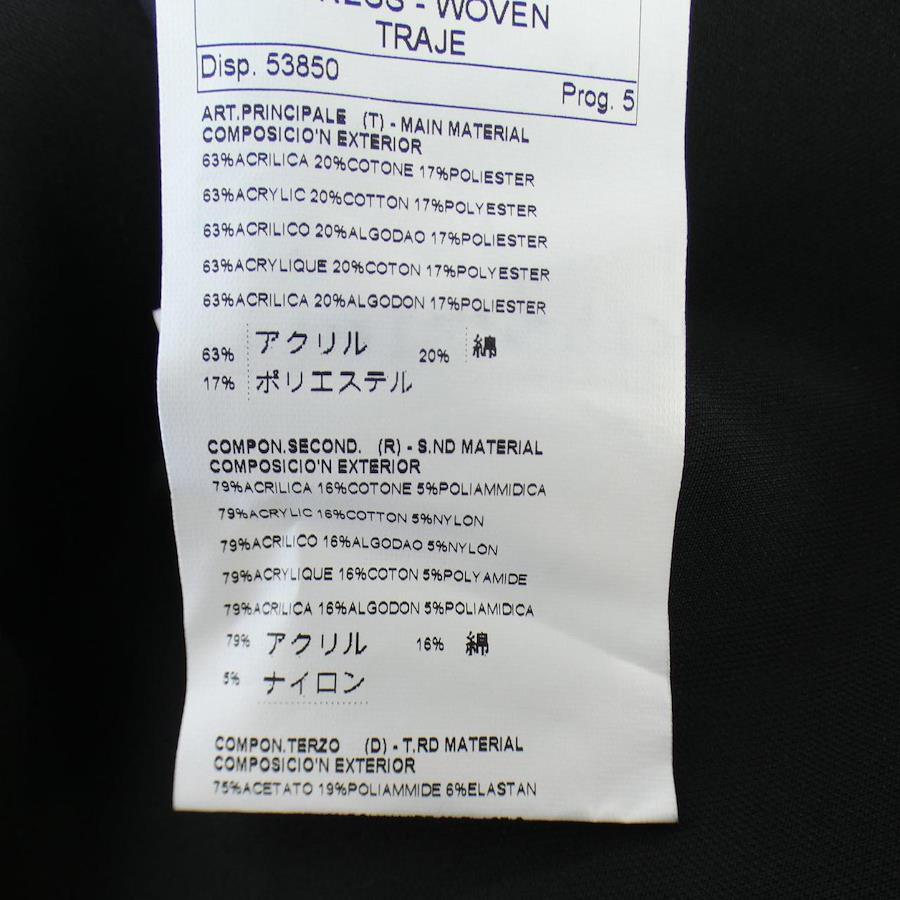 - WOVEN
TRAJE
Disp. 53850
Prog. 5
ART.PRINCIPALE (T) - MAIN MATERIAL
COMPOSICIO'N EXTERIOR
63%ACRILICA 20%COTONE 17%POLIESTER
63%ACRYLIC 20%COTTON 17%POLYESTER
63%ACRILICO 20%ALGODAO 17%POLIESTER
63%ACRYLIQUE 20%COTON 17%POLYESTER
63%ACRILICA 20%ALGODON 17%POLIESTER
63% アクリル 20% 綿
17% ポリエステル
COMPON.SECOND. (R) - S.ND MATERIAL
COMPOSICIO'N EXTERIOR
79%ACRILICA 16%COTONE 5%POLIAMMIDICA
79%ACRYLIC 16%COTTON 5%NYLON
79%ACRILICO 16%ALGODAO 5%NYLON
79%ACRYLIQUE 16%COTON 5%POLYAMIDE
79%ACRILICA 16%ALGODON 5%POLIAMIDICA
79% アクリル 16% 綿
5% ナイロン
COMPON.TERZO (D) - T.RD MATERIAL
COMPOSICIO'N EXTERIOR
75%ACETATO 19%POLIAMMIDE 6%ELASTAN